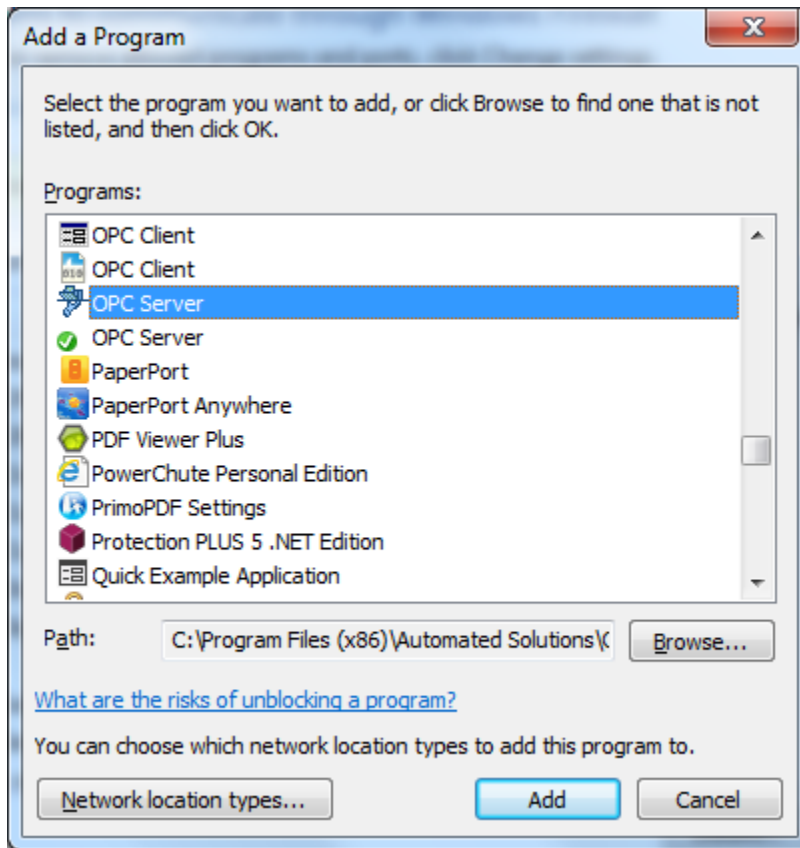 Add a Program
Select the program you want to add, or click Browse to find one that is not
listed, and then click OK.
Programs:
OPC Client
OPC Client
OPC Server
OPC Server
PaperPort
PaperPort Anywhere
PDF Viewer Plus
PowerChute Personal Edition
PrimoPDF Settings
Protection PLUS 5 .NET Edition
Quick Example Application
Path:
C:\Program Files (x86)\Automated Solutions\
Browse...
What are the risks of unblocking a program?
You can choose which network location types to add this program to.
Network location types...
Add
Cancel